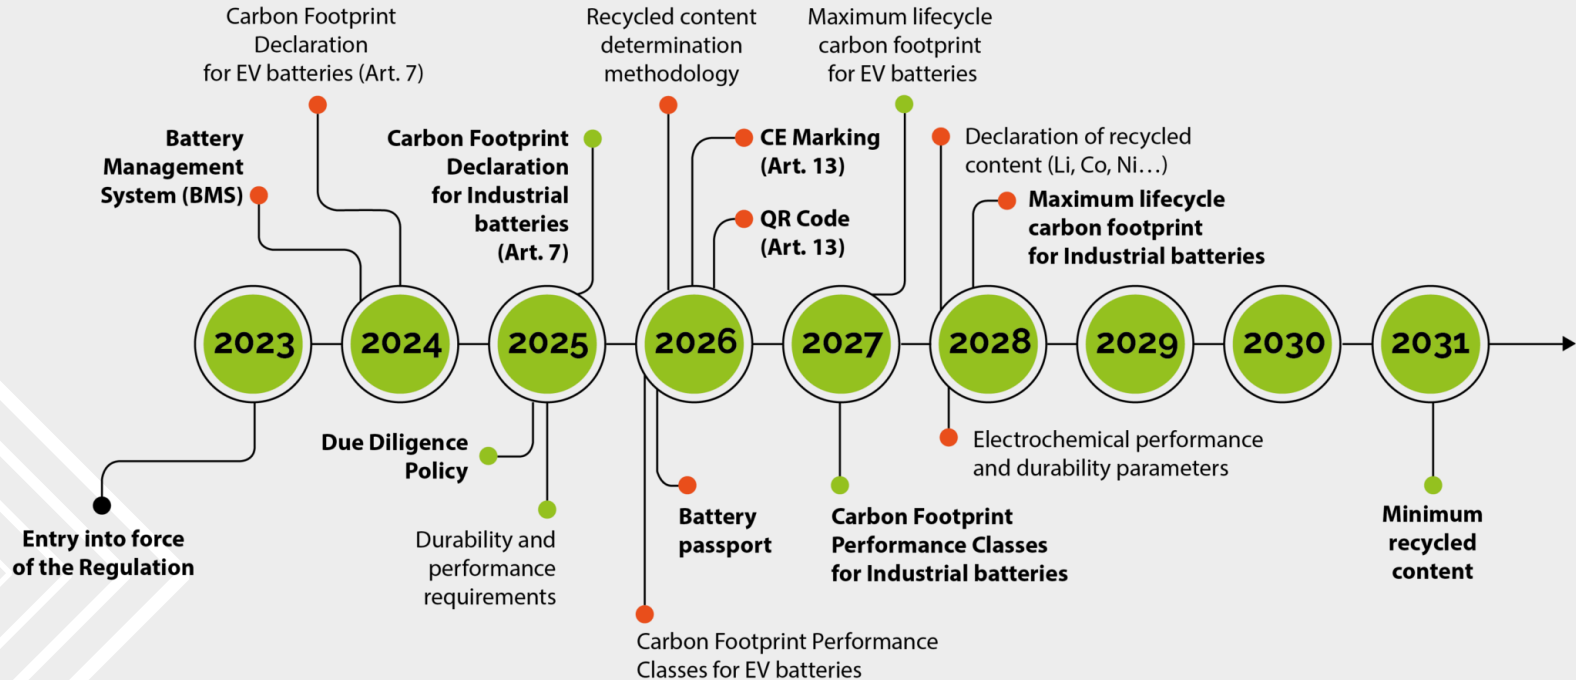 Carbon Footprint
Declaration
for EV batteries (Art. 7)
Recycled content
determination
methodology
Maximum lifecycle
carbon footprint
for EV batteries
Battery
Management
System (BMS)
Carbon Footprint
Declaration
for Industrial
batteries
(Art. 7)
CE Marking
(Art. 13)
QR Code
(Art. 13)
Declaration of recycled
content (Li, Co, Ni...)
Maximum lifecycle
carbon footprint
for Industrial batteries
2023
2024
2025
2026
2027
2028
2029
2030
2031
Entry into force
of the Regulation
Due Diligence
Policy
Durability and
performance
requirements
Battery
passport
Carbon Footprint Performance
Classes for EV batteries
Carbon Footprint
Performance Classes
for Industrial batteries
Electrochemical performance
and durability parameters
Minimum
recycled
content